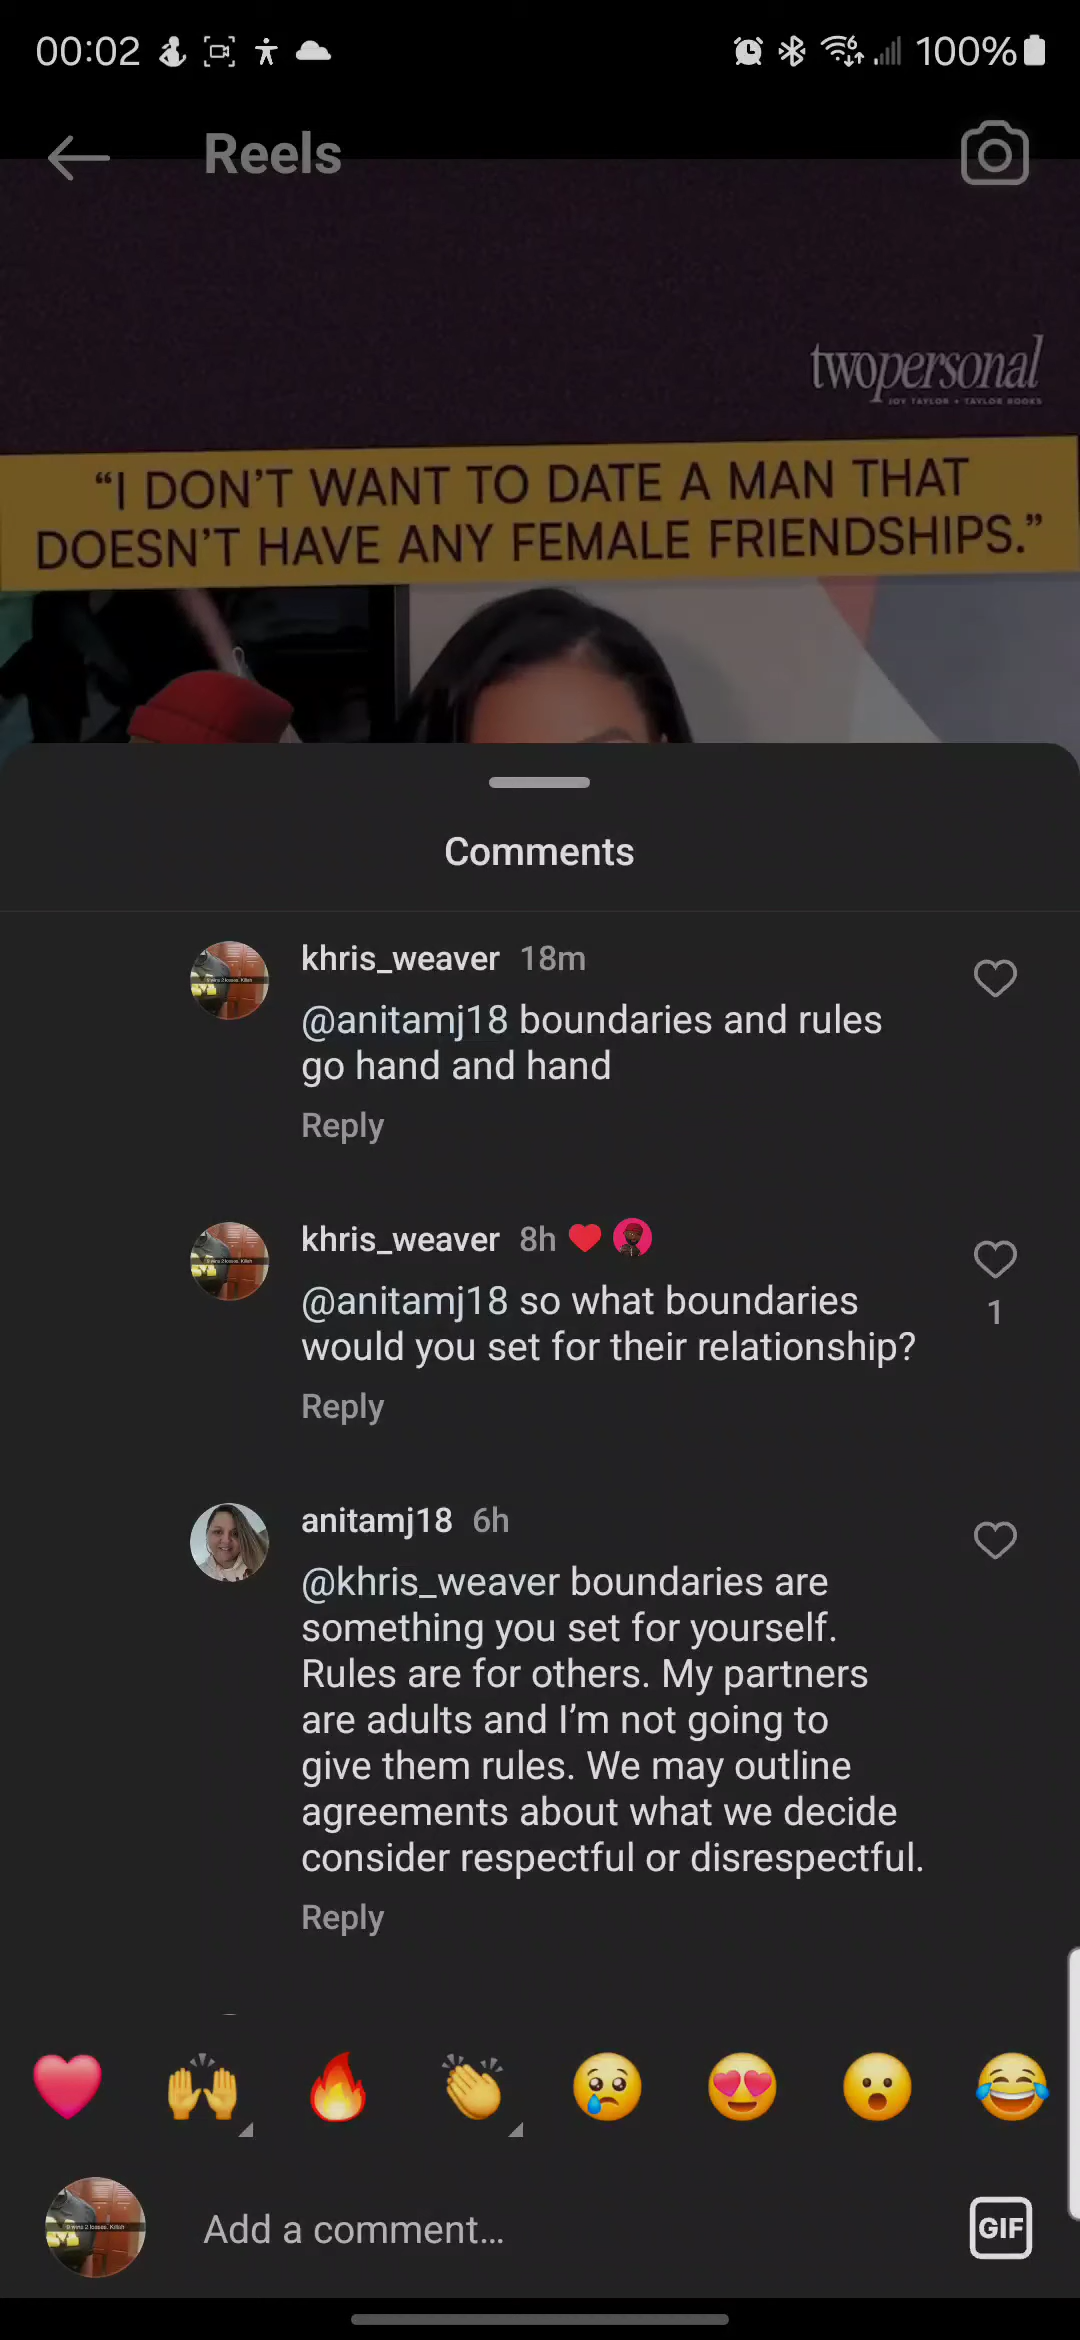 00:02
100%
Reels
twopersonal
JOY TAYLOR + TAYLOR ROOKS
“I DON’T WANT TO DATE A MAN THAT
DOESN’T HAVE ANY FEMALE FRIENDSHIPS.”
Comments
khris_weaver 18m
@anitamj18 boundaries and rules
go hand and hand
Reply
khris_weaver 8h
@anitamj18 so what boundaries
would you set for their relationship?
1
Reply
anitamj18 6h
@khris_weaver boundaries are
something you set for yourself.
Rules are for others. My partners
are adults and I’m not going to
give them rules. We may outline
agreements about what we decide
consider respectful or disrespectful.
Reply
Add a comment...
GIF